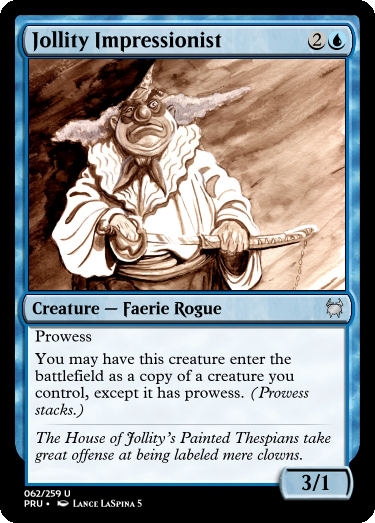 Jollity Impressionist 2
Creature — Faerie Rogue
Prowess
You may have this creature enter the
battlefield as a copy of a creature you
control, except it has prowess. (Prowess
stacks.)
The House of Jollity's Painted Thespians take
great offense at being labeled mere clowns.
3/1
062/259 U
PRU • Lance LaSpina 5